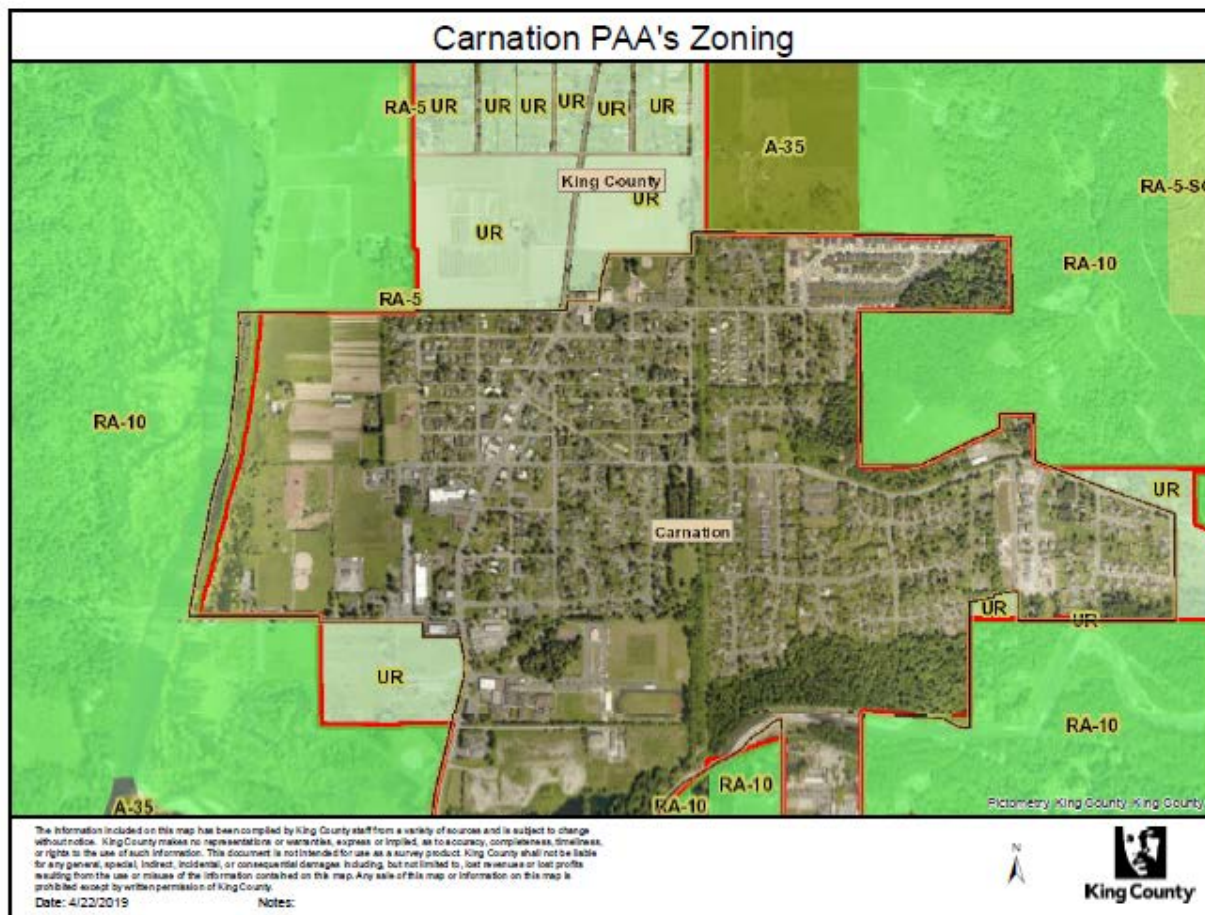 Carnation PAA's Zoning
RA-5 UR UR UR UR UR UR
A-35
King County
UR
RA-5-S
UR
RA-10
RA-5
RA-10
UR
Carnation
UR
UR
UR
RA-10
RA-10
A-35
RA-10
Pictometry, King County, King County
The information included on this map has been compiled by King County staff from a variety of sources and is subject to change
without notice. King County makes no representations or warranties, express or implied, as to accuracy, completeness, timeliness,
or rights to the use of such information. This document is not intended for use as a survey product. King County shall not be liable
for any general, special, indirect, incidental, or consequential damages including, but not limited to, lost revenues or lost profits
resulting from the use or misuse of the information contained on this map. Any sale of this map or information on this map is
prohibited except by written permission of King County.
Date: 4/22/2019 Notes:
N
King County